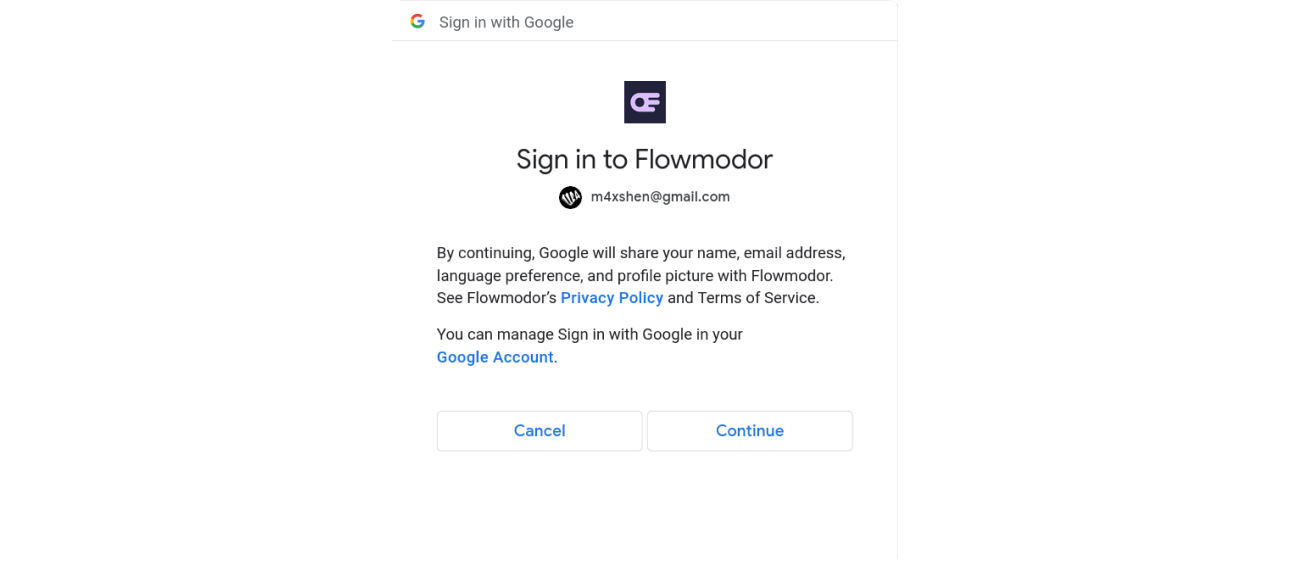 Sign in with Google
Sign in to Flowmodor
m4xshen@gmail.com
By continuing, Google will share your name, email address,
language preference, and profile picture with Flowmodor.
See Flowmodor’s Privacy Policy and Terms of Service.
You can manage Sign in with Google in your
Google Account.
Cancel
Continue